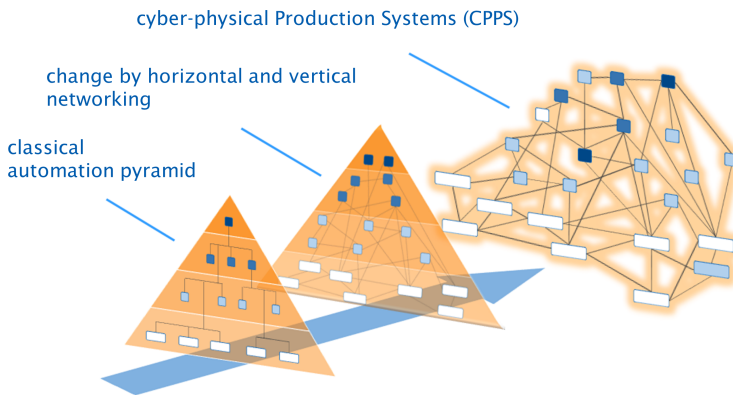 cyber-physical Production Systems (CPPS)
change by horizontal and vertical
networking
classical
automation pyramid